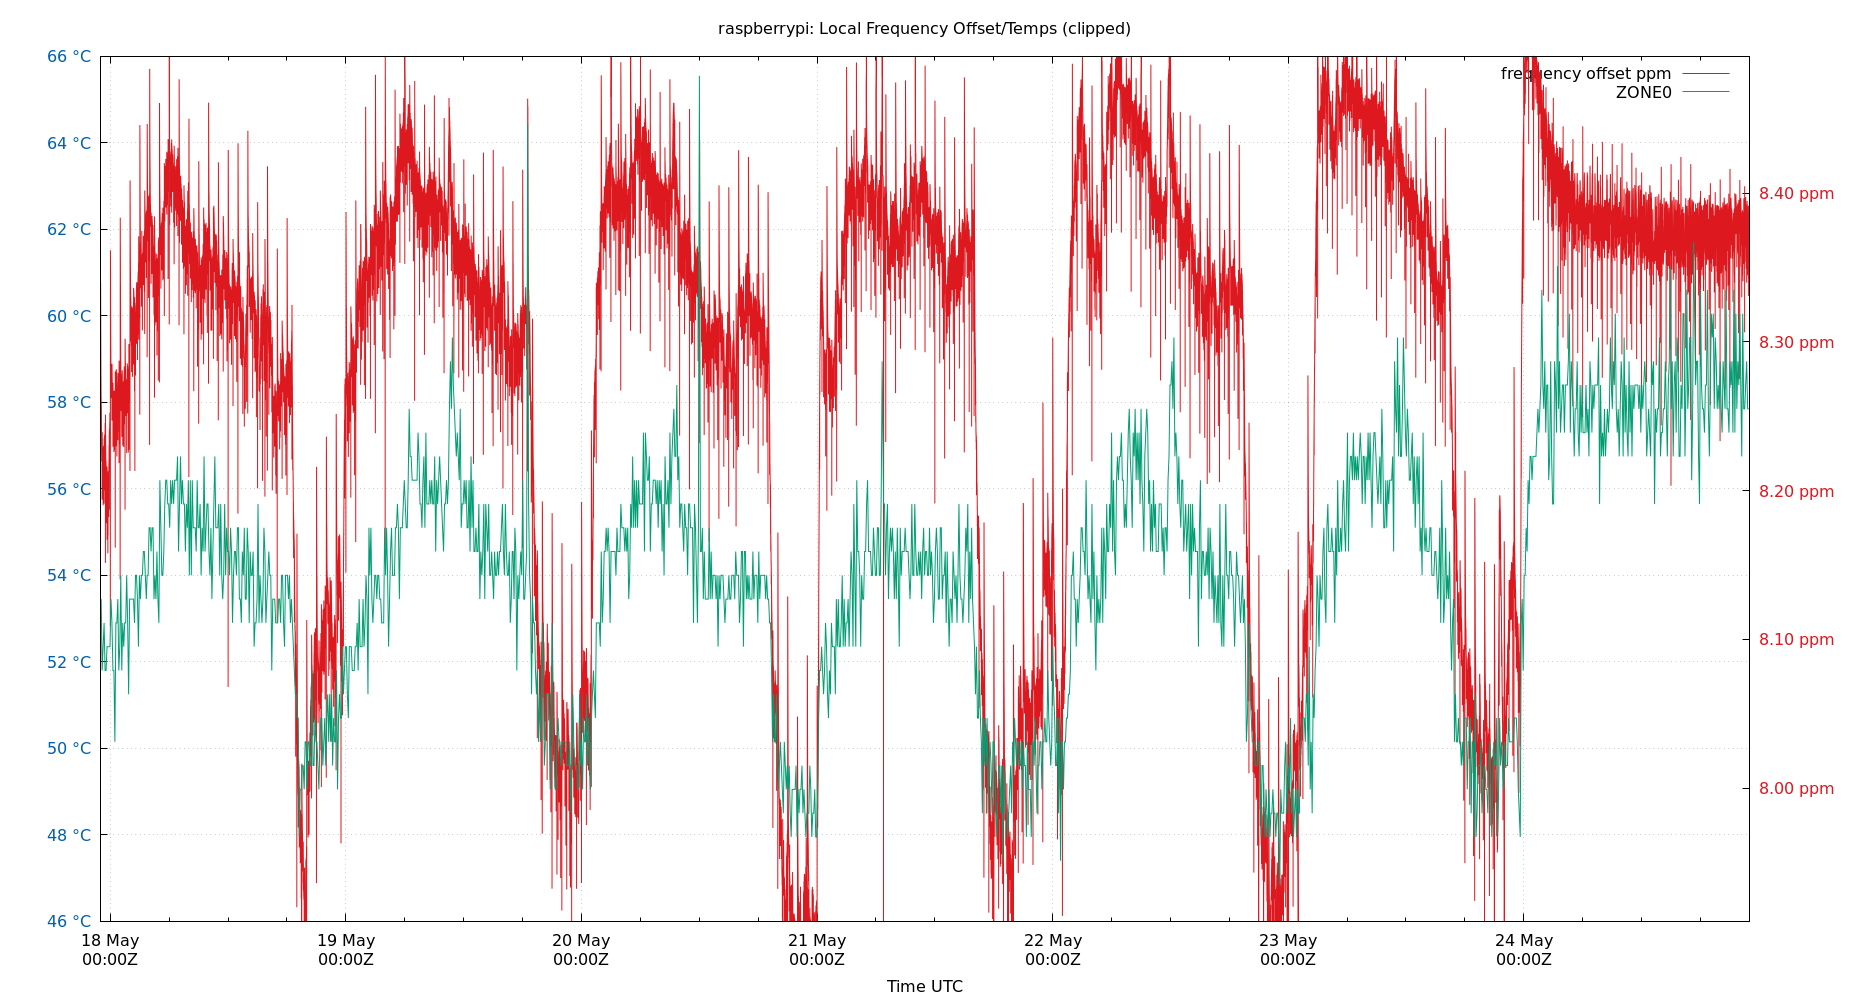 raspberrypi: Local Frequency Offset/Temps (clipped)
66 °C
64 °C
62 °C
60 °C
58 °C
56 °C
54 °C
52 °C
50 °C
48 °C
46 °C
frequency offset ppm
ZONE0
8.40 ppm
8.30 ppm
8.20 ppm
8.10 ppm
8.00 ppm
18 May 19 May 20 May 21 May 22 May 23 May 24 May
00:00Z 00:00Z 00:00Z 00:00Z 00:00Z 00:00Z 00:00Z
Time UTC